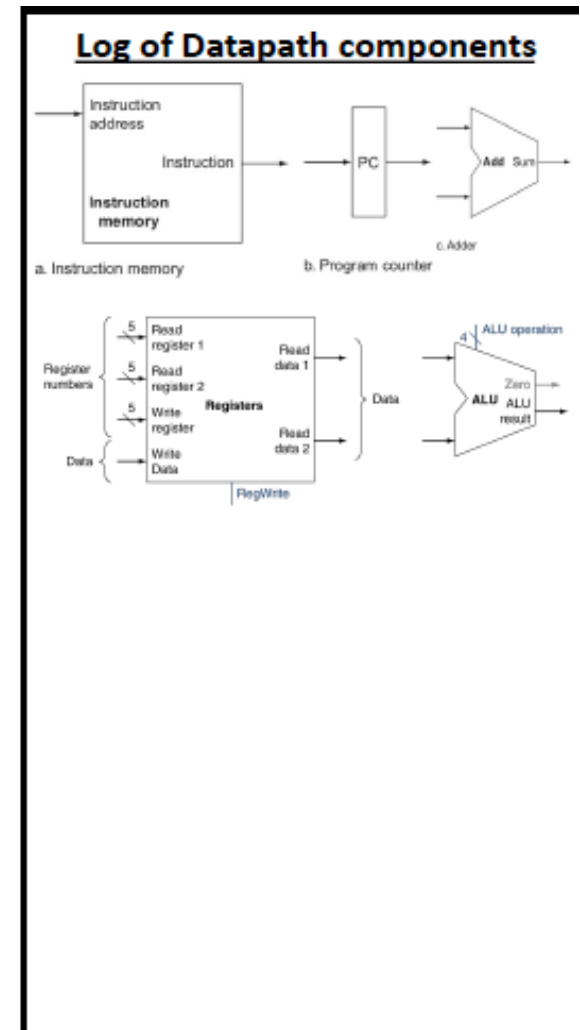 Log of Datapath components
Instruction
address
Instruction
Instruction
memory
a. Instruction memory
PC
b. Program counter
Add Sum
c. Adder
Register
numbers
Data
5
5
5
Read
register 1
Read
register 2
Write
register
Write
Data
Registers
Read
data 1
Read
data 2
Data
RegWrite
4
ALU operation
Zero
ALU
ALU
result